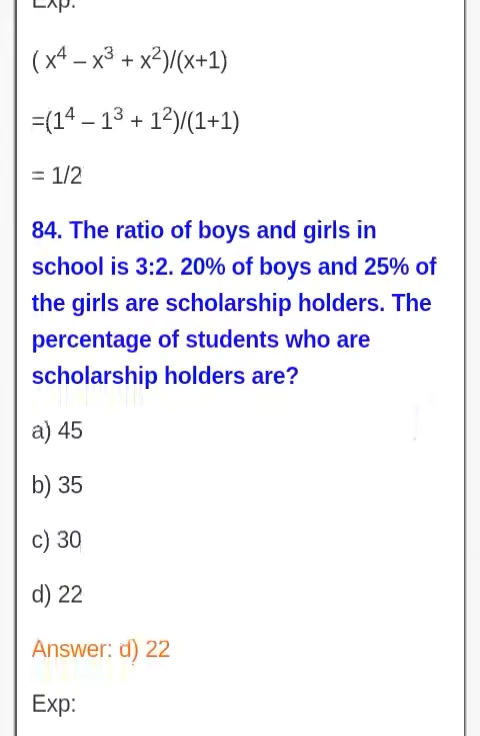 Exp:
( x⁴ – x³ + x²)/(x+1)
=(1⁴ – 1³ + 1²)/(1+1)
= 1/2
84. The ratio of boys and girls in
school is 3:2. 20% of boys and 25% of
the girls are scholarship holders. The
percentage of students who are
scholarship holders are?
a) 45
b) 35
c) 30
d) 22
Answer: d) 22
Exp: